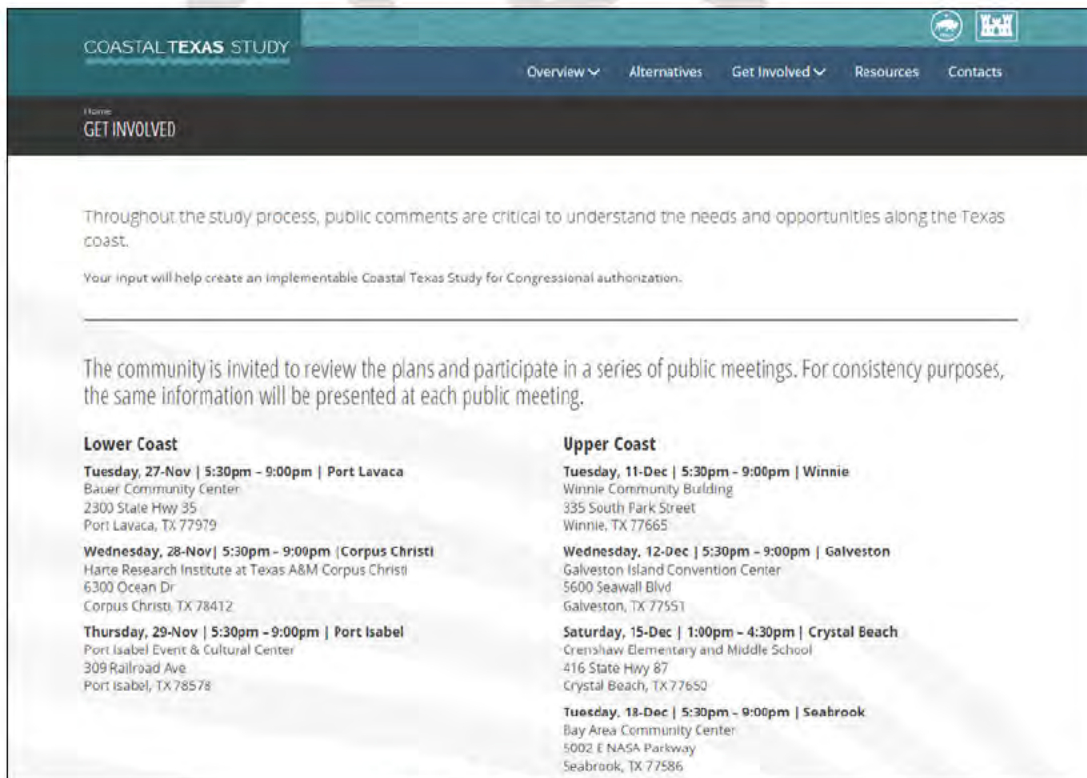 COASTAL TEXAS STUDY
Overview Alternatives Get Involved Resources Contacts
Home
GET INVOLVED
Throughout the study process, public comments are critical to understand the needs and opportunities along the Texas
coast.
Your input will help create an implementable Coastal Texas Study for Congressional authorization.
The community is invited to review the plans and participate in a series of public meetings. For consistency purposes,
the same information will be presented at each public meeting.
Lower Coast
Tuesday, 27-Nov | 5:30pm – 9:00pm | Port Lavaca
Bauer Community Center
2300 State Hwy 35
Port Lavaca, TX 77979
Wednesday, 28-Nov| 5:30pm – 9:00pm |Corpus Christi
Harte Research Institute at Texas A&M Corpus Christi
6300 Ocean Dr
Corpus Christi, TX 78412
Thursday, 29-Nov | 5:30pm – 9:00pm | Port Isabel
Port Isabel Event & Cultural Center
309 Railroad Ave
Port Isabel, TX 78578
Upper Coast
Tuesday, 11-Dec | 5:30pm – 9:00pm | Winnie
Winnie Community Building
335 South Park Street
Winnie, TX 77665
Wednesday, 12-Dec | 5:30pm – 9:00pm | Galveston
Galveston Island Convention Center
5600 Seawall Blvd
Galveston, TX 77551
Saturday, 15-Dec | 1:00pm – 4:30pm | Crystal Beach
Crenshaw Elementary and Middle School
416 State Hwy 87
Crystal Beach, TX 77650
Tuesday, 18-Dec | 5:30pm – 9:00pm | Seabrook
Bay Area Community Center
5002 E NASA Parkway
Seabrook, TX 77586